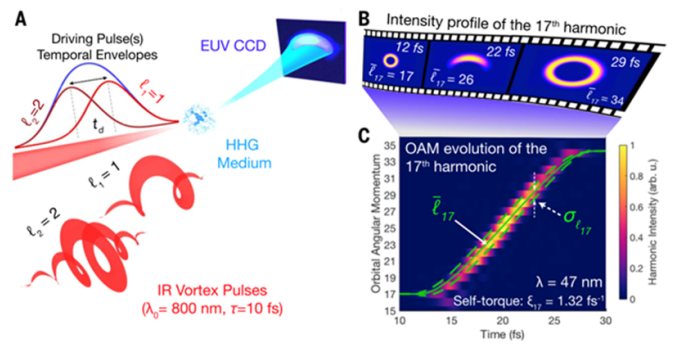 A
Driving Pulse(s)
Temporal Envelopes
EUV CCD
ℓ₂=2
ℓ₁=1
t_d
HHG
Medium
ℓ₁ = 1
ℓ₂ = 2
IR Vortex Pulses
(λ₀= 800 nm, τ=10 fs)
B
Intensity profile of the 17th harmonic
12 fs
ℓ̅₁₇ = 17
22 fs
ℓ̅₁₇ = 26
29 fs
ℓ̅₁₇ = 34
C
OAM evolution of the
17th harmonic
ℓ̅₁₇
σ_ℓ₁₇
λ = 47 nm
Self-torque: ξ₁₇ = 1.32 fs⁻¹
Orbital Angular Momentum
35
33
31
29
27
25
23
21
19
17
15
10
15
20
25
30
Time (fs)
1
0.8
0.6
0.4
0.2
0
Harmonic Intensity (arb. u.)